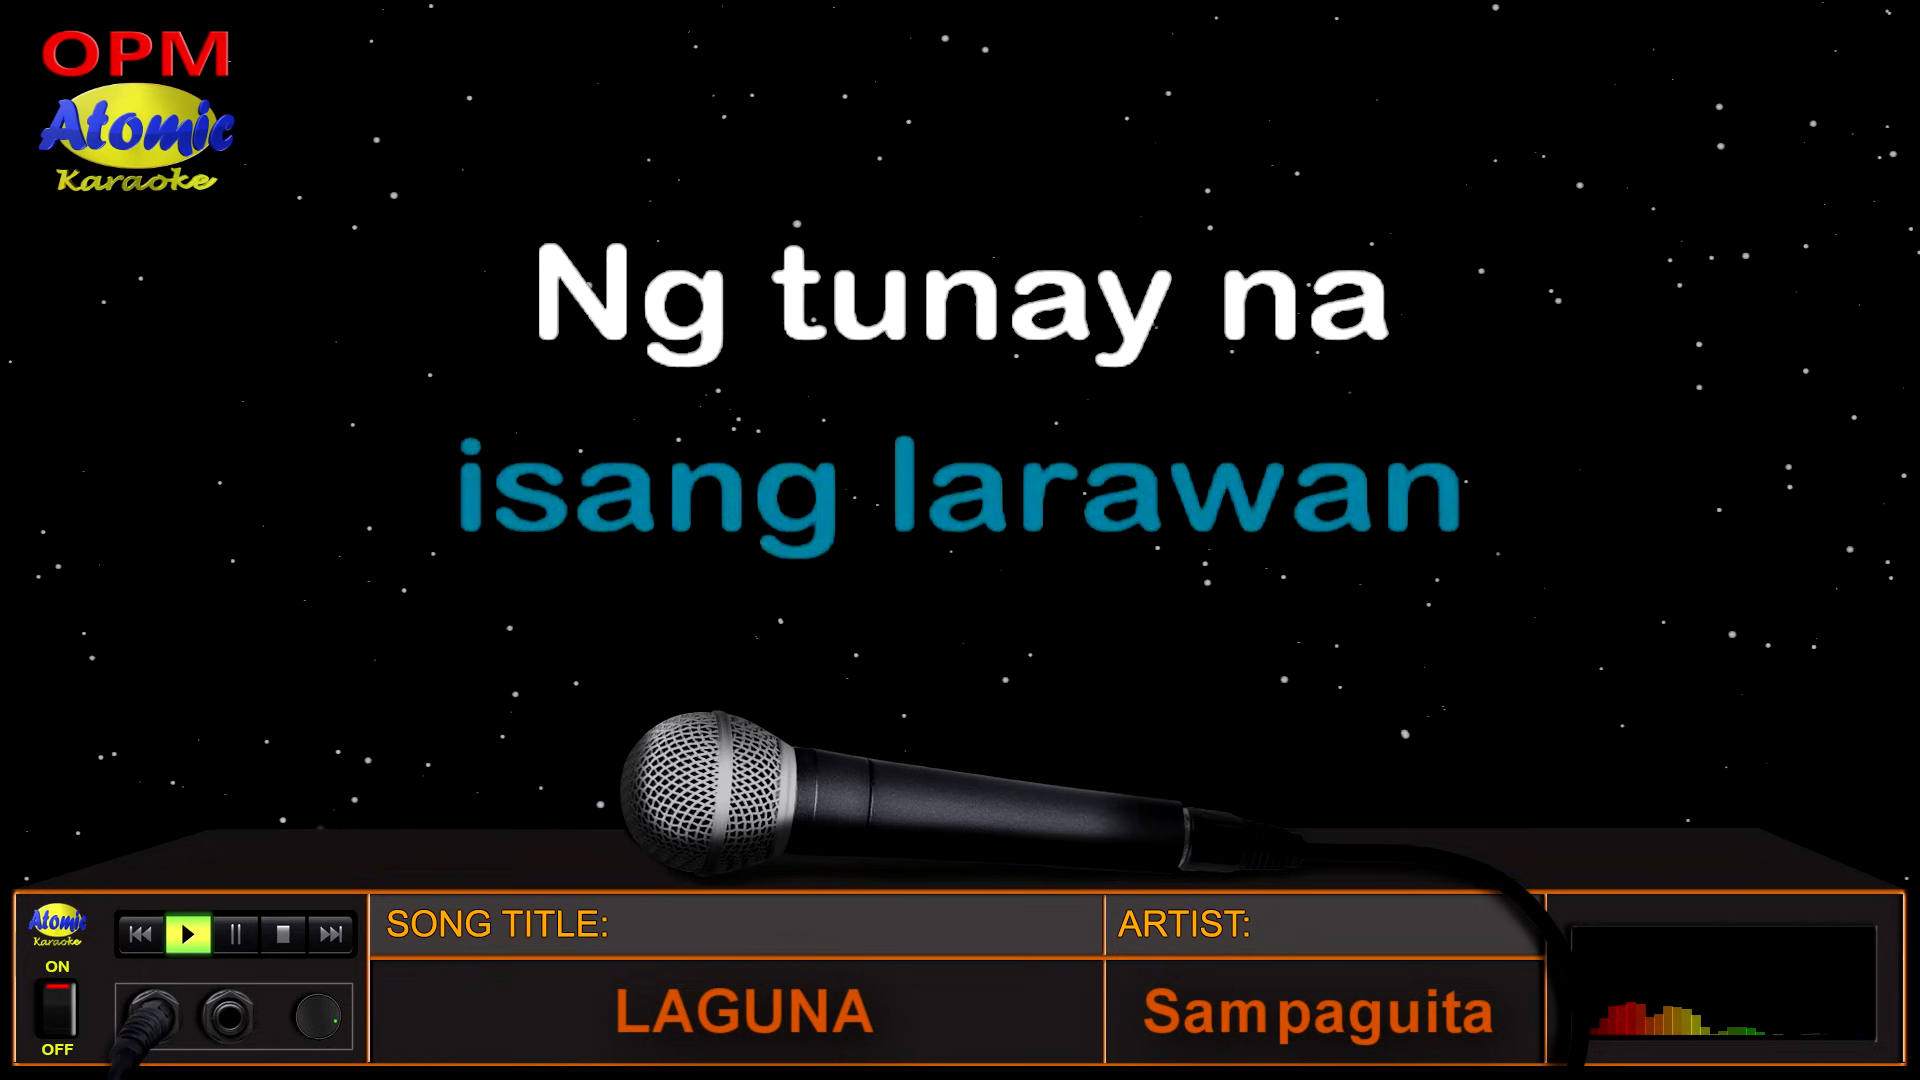 OPM
Atomic
Karaoke
Ng tunay na
isang larawan
Atomic
Karaoke
ON
OFF
SONG TITLE:
LAGUNA
ARTIST:
Sampaguita